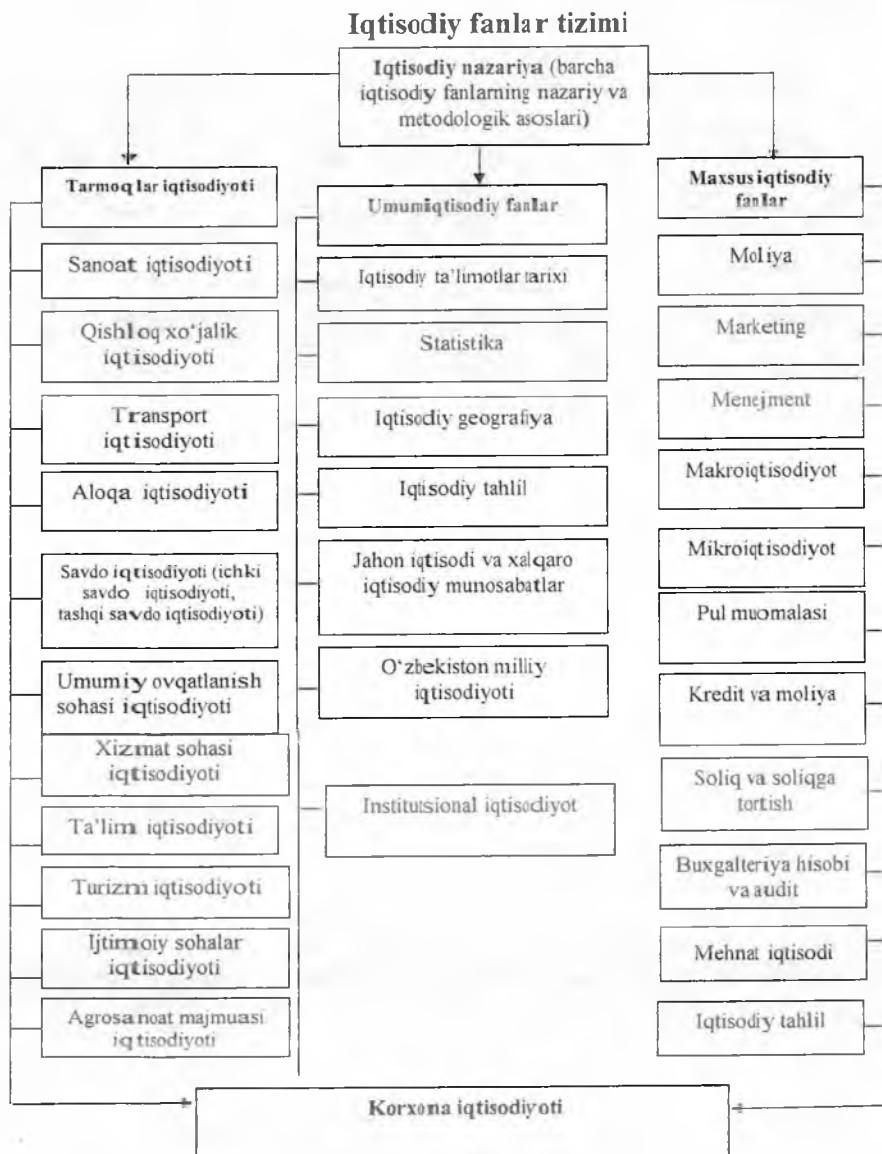 Iqtisodiy fanlar tizimi
Iqtisodiy nazariya (barcha
iqtisodiy fanlarning nazariy va
metodologik asoslari)
Tarmoqlar iqtisodiyoti
Sanoat iqtisodiyoti
Qishloq xo‘jalik
iqtisodiyoti
Transport
iqtisodiyoti
Aloqa iqtisodiyoti
Savdo iqtisodiyoti (ichki
savdo iqtisodiyoti,
tashqi savdo iqtisodiyoti)
Umumiy ovqatlanish
sohasi iqtisodiyoti
Xizmat sohasi
iqtisodiyoti
Ta’lim iqtisodiyoti
Turizm iqtisodiyoti
Ijtimoiy sohalar
iqtisodiyoti
Agrosanoat majmuasi
iqtisodiyoti
Umumiqtisodiy fanlar
Iqtisodiy ta’limotlar tarixi
Statistika
Iqtisodiy geografiya
Iqtisodiy tahlil
Jahon iqtisodi va xalqaro
iqtisodiy munosabatlar
O‘zbekiston milliy
iqtisodiyoti
Institutsional iqtisodiyot
Maxsus iqtisodiy
fanlar
Moliya
Marketing
Menejment
Makroiqtisodiyot
Mikroiqtisodiyot
Pul muomalasi
Kredit va moliya
Soliq va soliqga
tortish
Buxgalteriya hisobi
va audit
Mehnat iqtisodi
Iqtisodiy tahlil
Korxona iqtisodiyoti